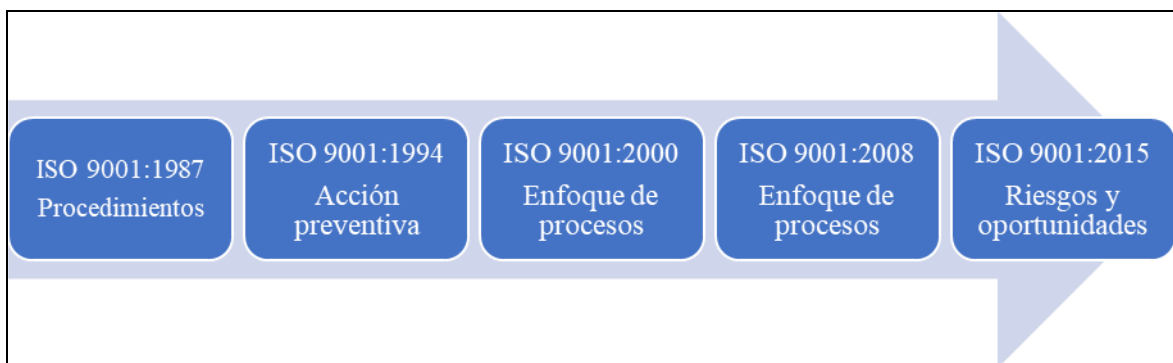 ISO 9001:1987
Procedimientos
ISO 9001:1994
Acción
preventiva
ISO 9001:2000
Enfoque de
procesos
ISO 9001:2008
Enfoque de
procesos
ISO 9001:2015
Riesgos y
oportunidades